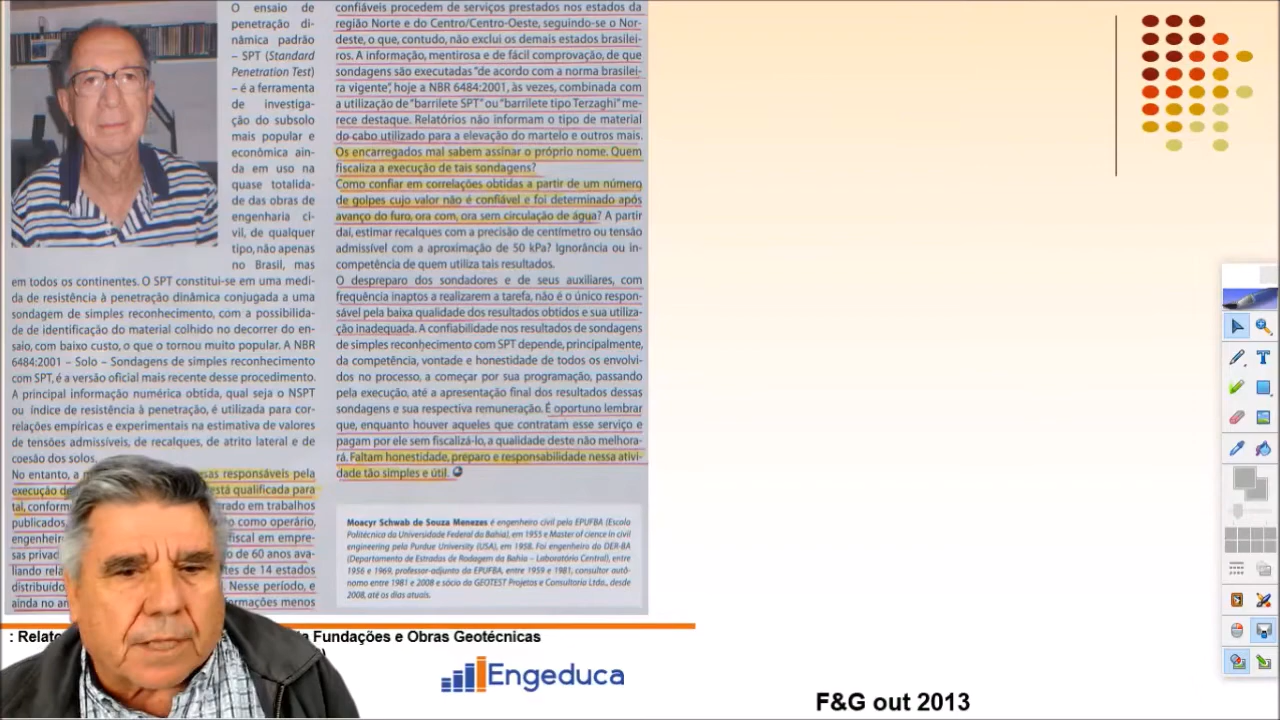 O ensaio de
penetração di-
nâmica padrão
– SPT (Standard
Penetration Test)
– é a ferramenta
de investiga-
ção do subsolo
mais popular e
econômica ain-
da em uso na
quase totalida-
de das obras de
engenharia ci-
vil, de qualquer
tipo, não apenas
no Brasil, mas
em todos os continentes. O SPT constitui-se em uma medi-
da de resistência à penetração dinâmica conjugada a uma
sondagem de simples reconhecimento, com a possibilida-
de de identificação do material colhido no decorrer do en-
saio, com baixo custo, o que o tornou muito popular. A NBR
6484:2001 – Solo – Sondagens de simples reconhecimento
com SPT, é a versão oficial mais recente desse procedimento.
A principal informação numérica obtida, qual seja o NSPT
ou índice de resistência à penetração, é utilizada para cor-
relações empíricas e experimentais na estimativa de valores
de tensões admissíveis, de recalques, de atrito lateral e de
coesão dos solos.
No entanto, a responsáveis pela
execução está qualificada para
tal, conform em trabalhos
publicados, como operário,
engenhei fiscal em empre-
sas privad de 60 anos ava-
liando rela de 14 estados
distribuído Nesse período, e
ainda no
confiáveis procedem de serviços prestados nos estados da
região Norte e do Centro/Centro-Oeste, seguindo-se o Nor-
deste, o que, contudo, não exclui os demais estados brasilei-
ros. A informação, mentirosa e de fácil comprovação, de que
sondagens são executadas "de acordo com a norma brasilei-
ra vigente", hoje a NBR 6484:2001, às vezes, combinada com
a utilização de "barrilete SPT" ou "barrilete tipo Terzaghi" me-
rece destaque. Relatórios não informam o tipo de material
do cabo utilizado para a elevação do martelo e outros mais.
Os encarregados mal sabem assinar o próprio nome. Quem
fiscaliza a execução de tais sondagens?
Como confiar em correlações obtidas a partir de um número
de golpes cujo valor não é confiável e foi determinado após
avanço do furo, ora com, ora sem circulação de água? A partir
daí, estimar recalques com a precisão de centímetro ou tensão
admissível com a aproximação de 50 kPa? Ignorância ou in-
competência de quem utiliza tais resultados.
O despreparo dos sondadores e de seus auxiliares, com
frequência inaptos a realizarem a tarefa, não é o único respon-
sável pela baixa qualidade dos resultados obtidos e sua utiliza-
ção inadequada. A confiabilidade nos resultados de sondagens
de simples reconhecimento com SPT depende, principalmente,
da competência, vontade e honestidade de todos os envolvi-
dos no processo, a começar por sua programação, passando
pela execução, até a apresentação final dos resultados dessas
sondagens e sua respectiva remuneração. É oportuno lembrar
que, enquanto houver aqueles que contratam esse serviço e
pagam por ele sem fiscalizá-lo, a qualidade deste não melhora-
rá. Faltam honestidade, preparo e responsabilidade nessa ativi-
dade tão simples e útil.
Moacyr Schwab de Souza Menezes é engenheiro civil pela EPUFBA (Escola
Politécnica da Universidade Federal da Bahia), em 1955 e Master of cience in civil
engineering pela Purdue University (USA), em 1958. Foi engenheiro do DER-BA
(Departamento de Estradas de Rodagem da Bahia – Laboratório Central), entre
1956 e 1969, professor-adjunto da EPUFBA, entre 1959 e 1981, consultor autô-
nomo entre 1981 e 2008 e sócio da GEOTEST Projetos e Consultoria Ltda., desde
2008, até os dias atuais.
: Relato Fundações e Obras Geotécnicas
Engeduca
F&G out 2013